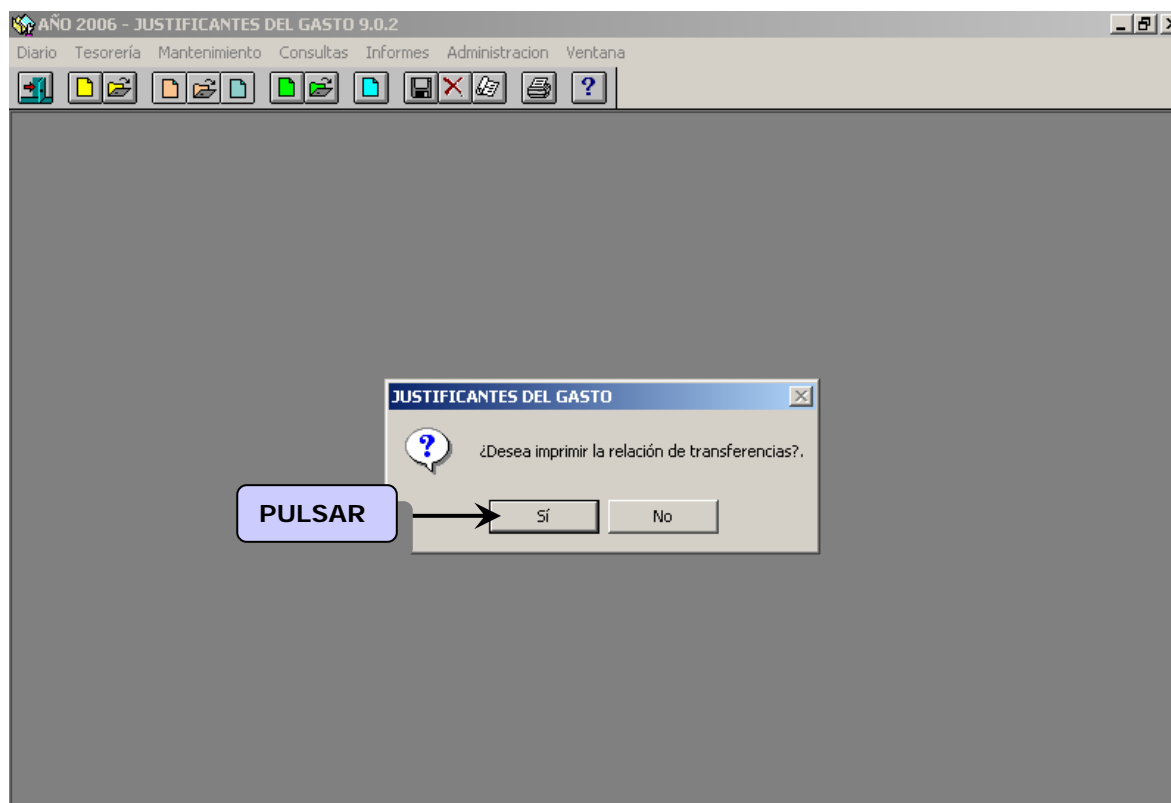 AÑO 2006 - JUSTIFICANTES DEL GASTO 9.0.2
Diario Tesorería Mantenimiento Consultas Informes Administracion Ventana
?
JUSTIFICANTES DEL GASTO
?
¿Desea imprimir la relación de transferencias?.
PULSAR
Sí No